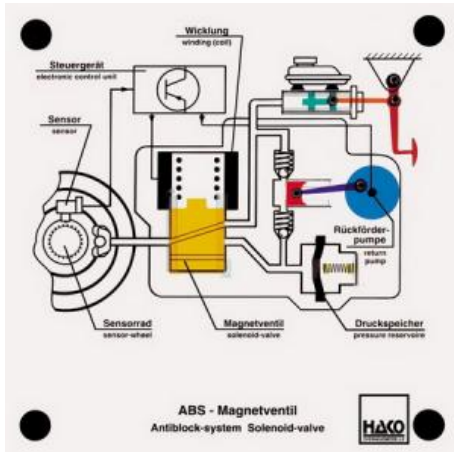 Wicklung
winding (coil)
Steuergerät
electronic control unit
Sensor
sensor
Rückförder-
pumpe
return
pump
Sensorrad
sensor-wheel
Magnetventil
solenoid-valve
Druckspeicher
pressure reservoire
ABS - Magnetventil
Antiblock-system Solenoid-valve
HACO